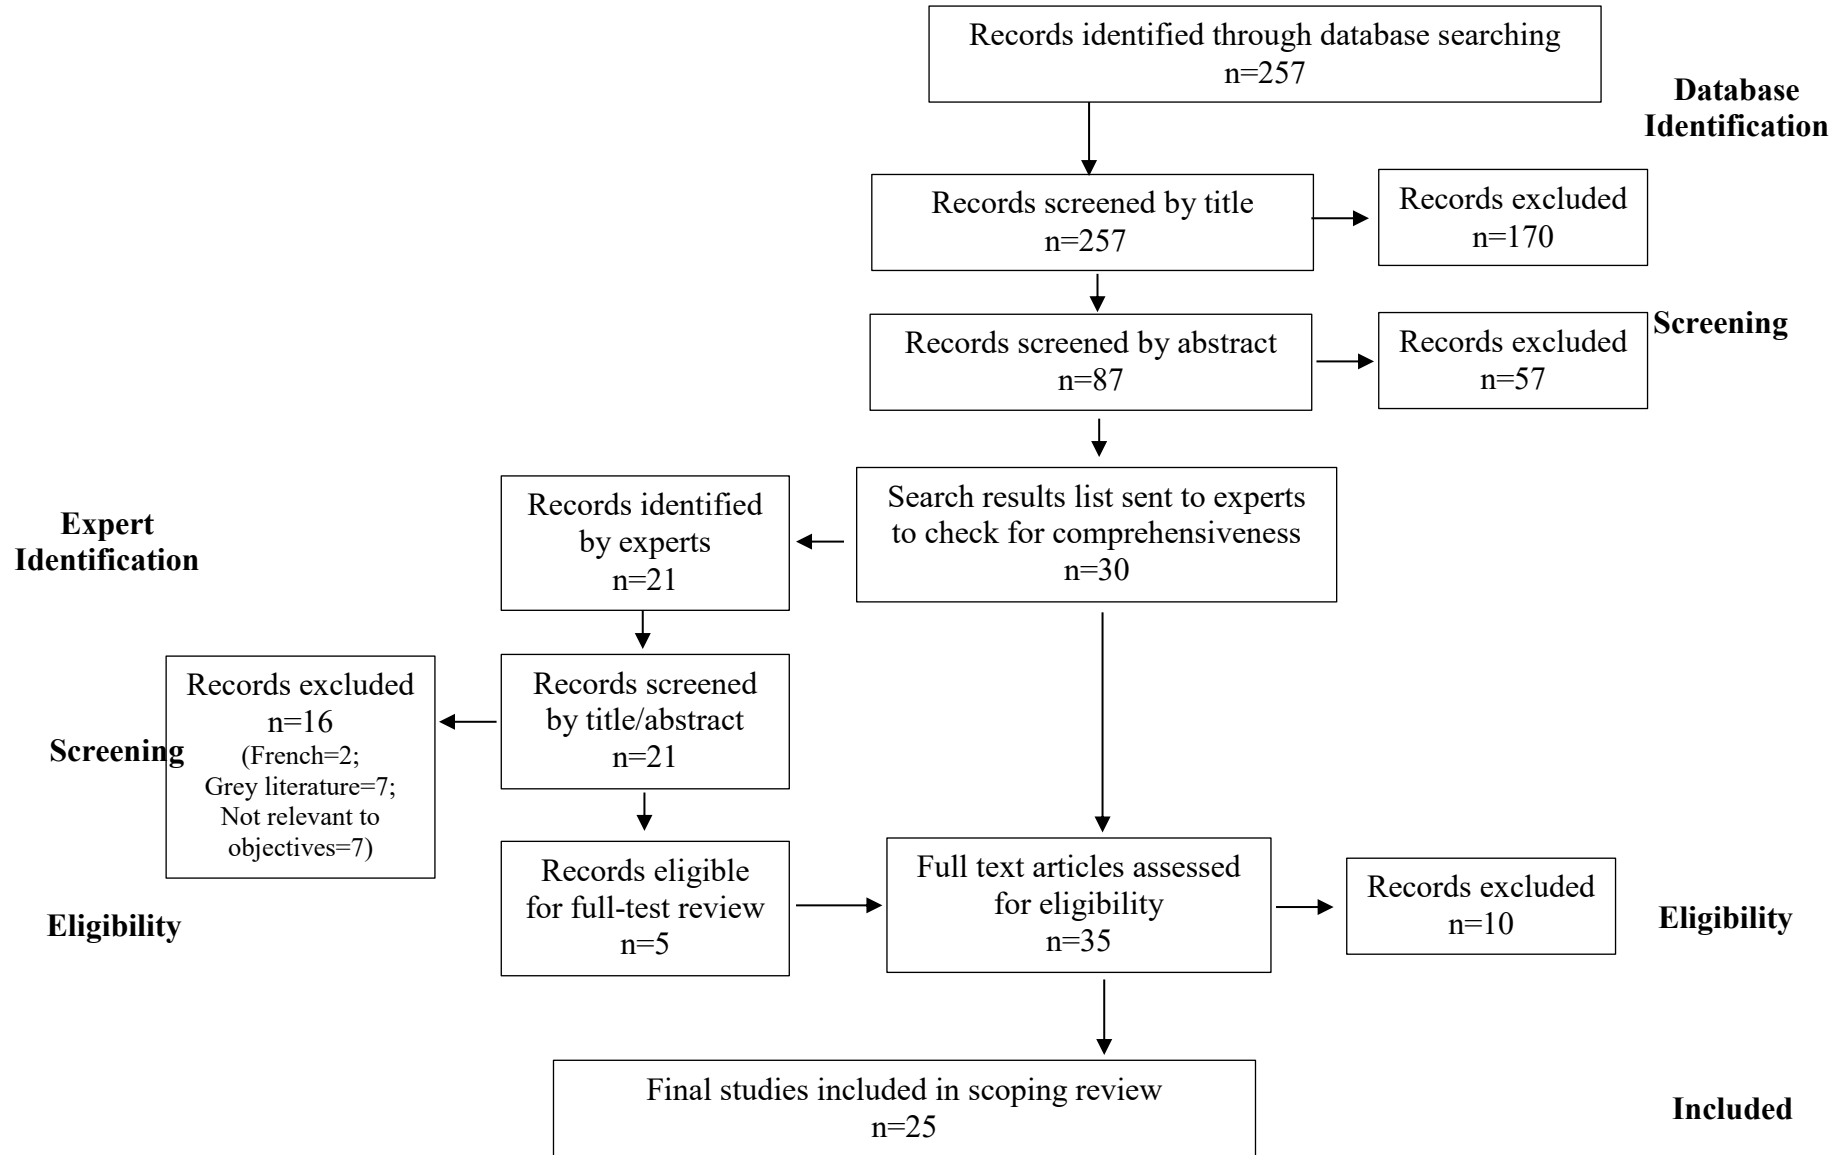 Records identified through database searching
n=257
Database
Identification
Records screened by title
n=257
Records excluded
n=170
Screening
Records screened by abstract
n=87
Records excluded
n=57
Search results list sent to experts
to check for comprehensiveness
n=30
Expert
Identification
Records identified
by experts
n=21
Records screened
by title/abstract
n=21
Records excluded
n=16
(French=2;
Grey literature=7;
Not relevant to
objectives=7)
Screening
Eligibility
Records eligible
for full-test review
n=5
Full text articles assessed
for eligibility
n=35
Records excluded
n=10
Eligibility
Final studies included in scoping review
n=25
Included